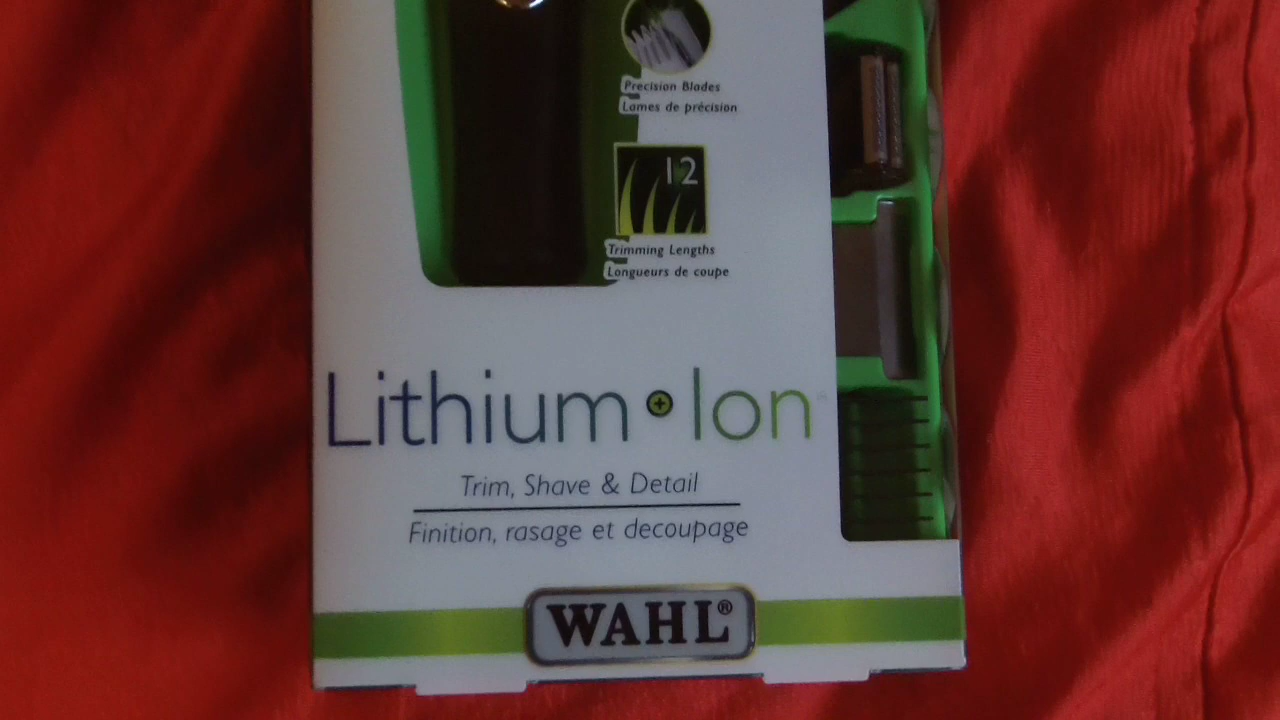 Precision Blades
Lames de précision
12
Trimming Lengths
Longueurs de coupe
Lithium Ion
Trim, Shave & Detail
Finition, rasage et decoupage
WAHL®